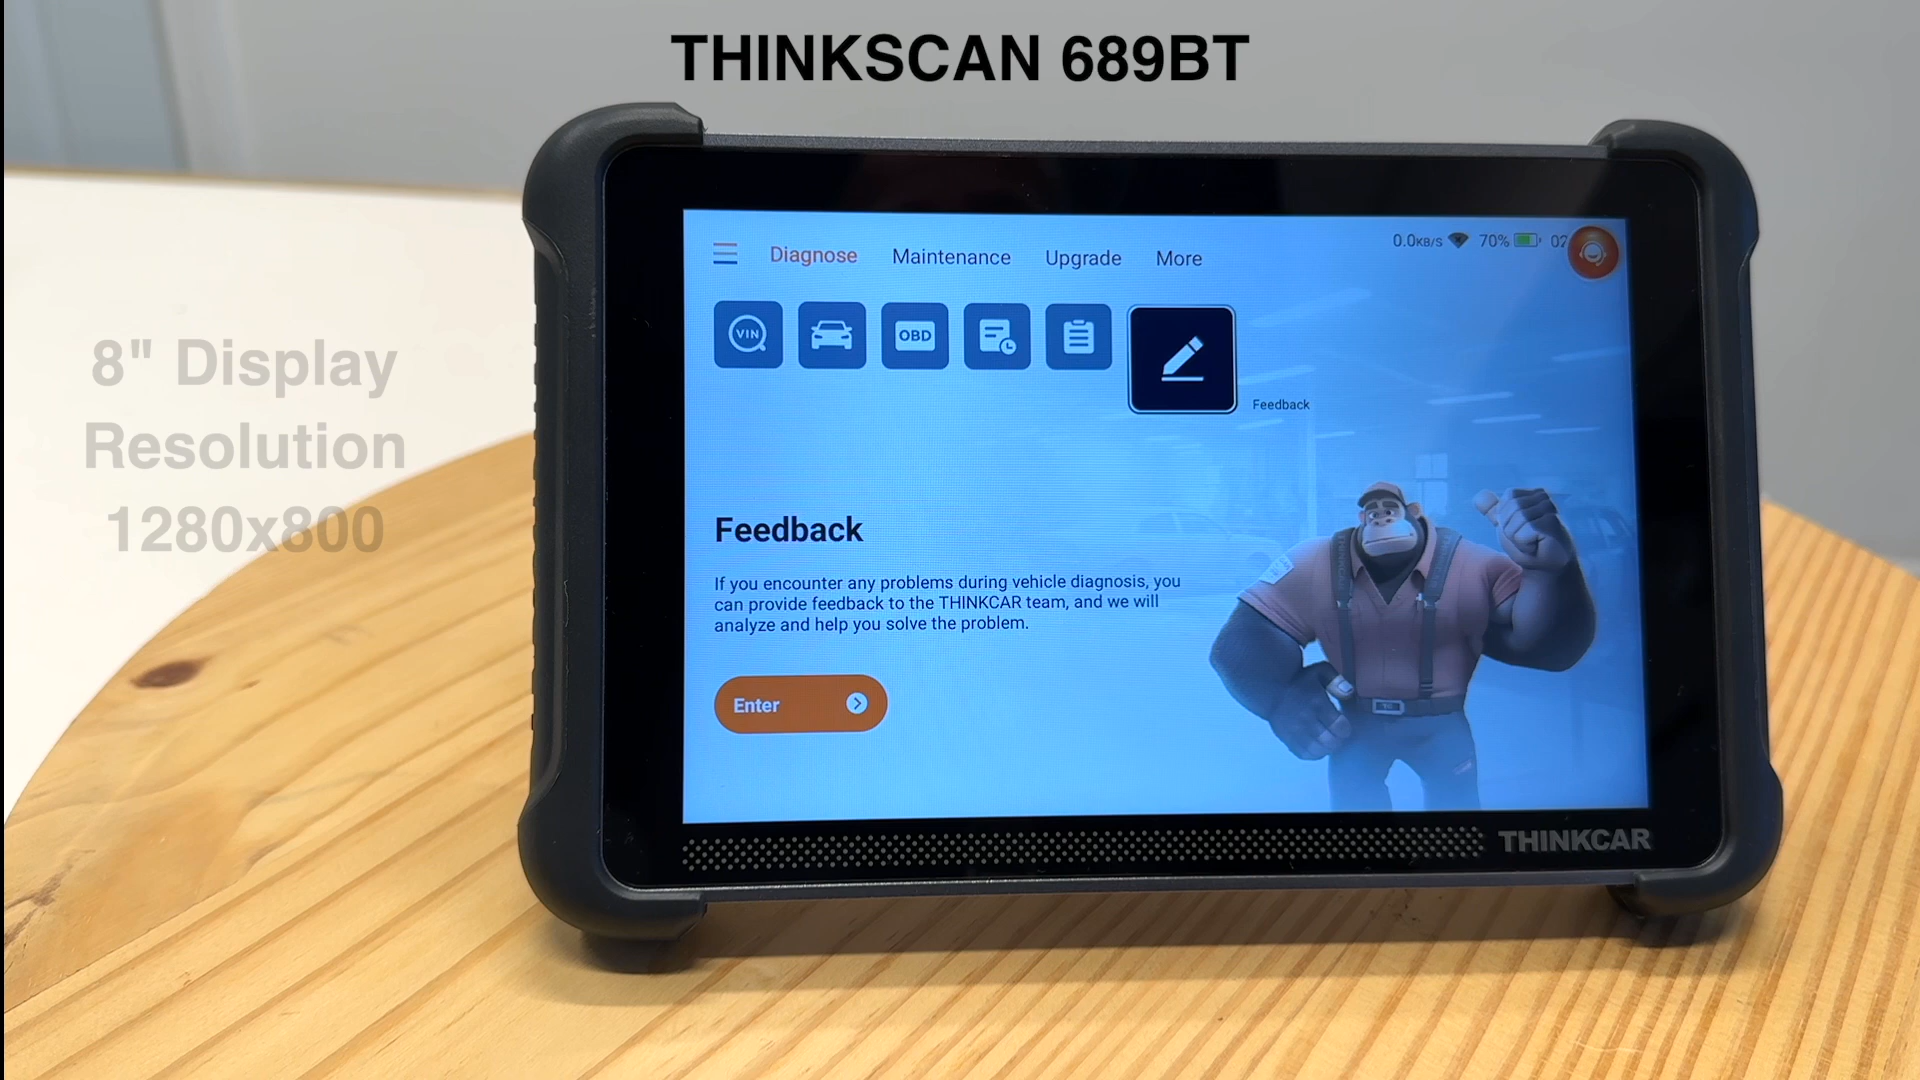 THINKSCAN 689BT
8" Display
Resolution
1280x800
Diagnose Maintenance Upgrade More
0.0KB/S 70% 02
VIN OBD
Feedback
Feedback
If you encounter any problems during vehicle diagnosis, you
can provide feedback to the THINKCAR team, and we will
analyze and help you solve the problem.
Enter
THINKCAR